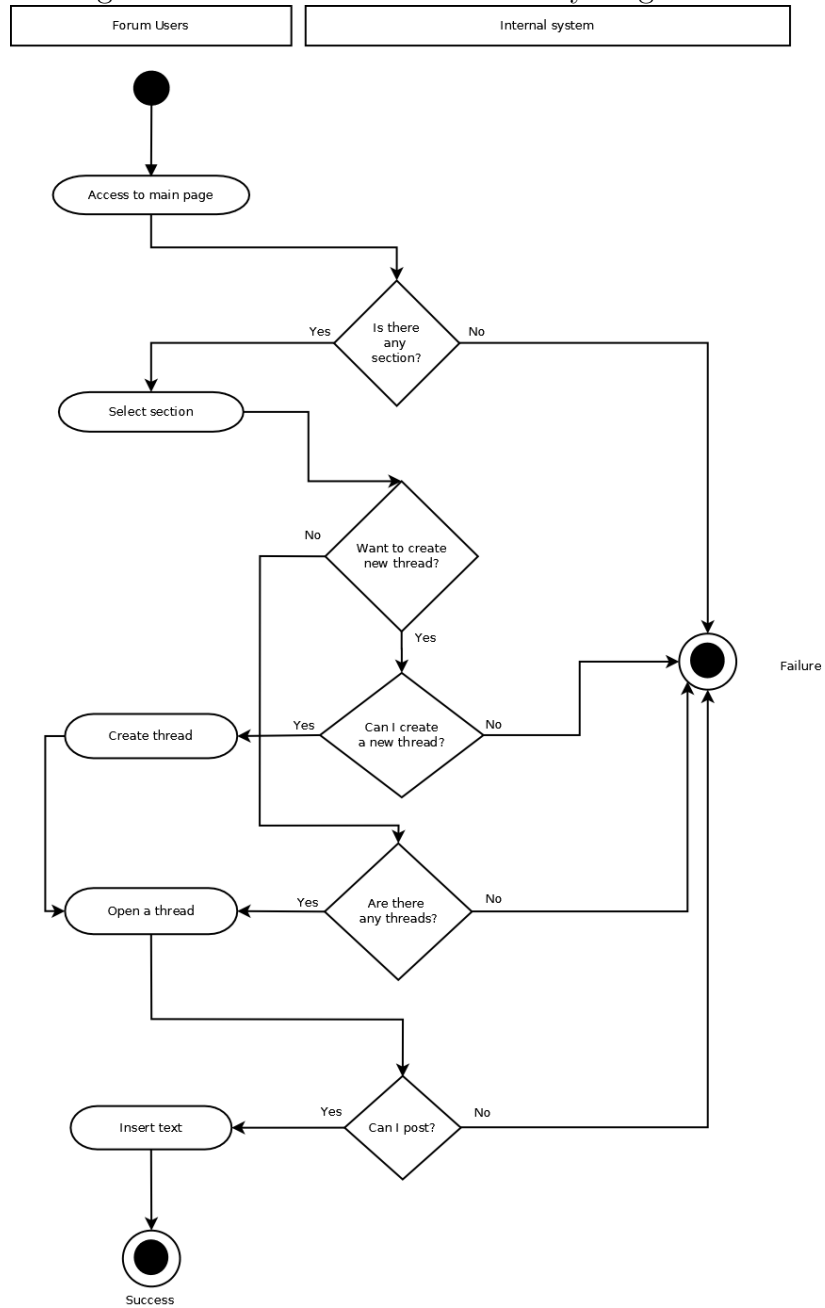 Forum Users
Internal system
Access to main page
Is there
any
section?
Yes
No
Select section
Want to create
new thread?
No
Yes
Can I create
a new thread?
Yes
No
Create thread
Failure
Are there
any threads?
Yes
No
Open a thread
Can I post?
Yes
No
Insert text
Success